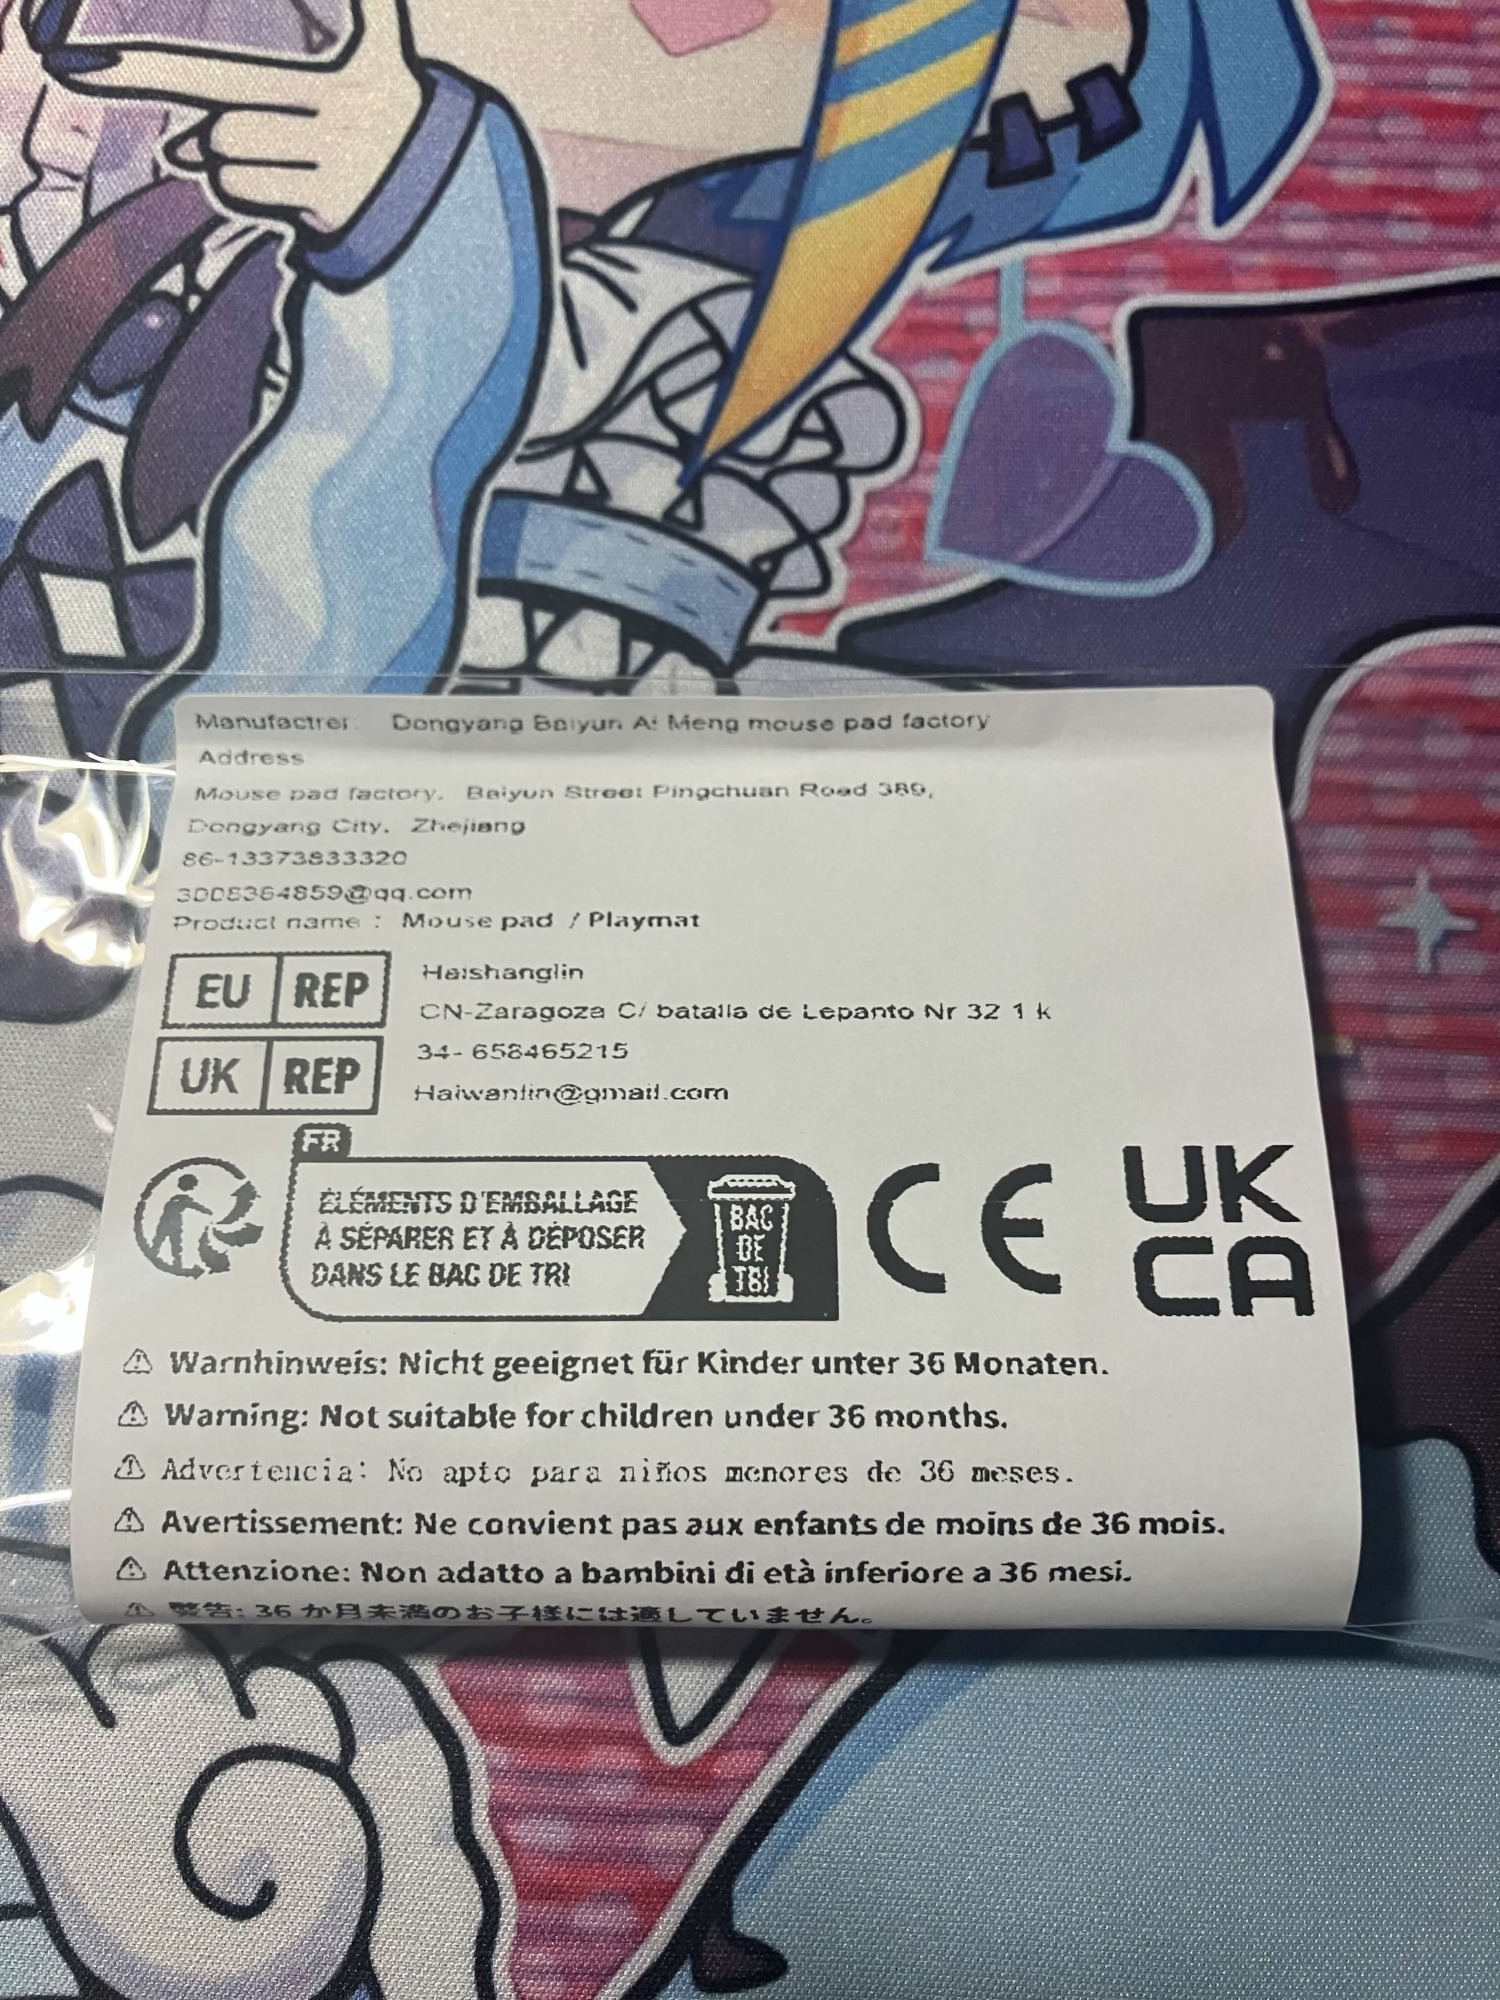 Manufactrer: Dongyang Baiyun Ai Meng mouse pad factory
Address
Mouse pad factory, Baiyun Street Pingchuan Road 389,
Dongyang City, Zhejiang
86-13373833320
3008364859@qq.com
Product name : Mouse pad / Playmat
EU REP
Haishanglin
CN-Zaragoza C/ batalla de Lepanto Nr 32 1 k
UK REP
34- 658465215
Haiwanlin@gmail.com
FR
ÉLÉMENTS D'EMBALLAGE
À SÉPARER ET À DÉPOSER
DANS LE BAC DE TRI
BAC
DE
TRI
CE
UK
CA
⚠ Warnhinweis: Nicht geeignet für Kinder unter 36 Monaten.
⚠ Warning: Not suitable for children under 36 months.
⚠ Advertencia: No apto para niños menores de 36 meses.
⚠ Avertissement: Ne convient pas aux enfants de moins de 36 mois.
⚠ Attenzione: Non adatto a bambini di età inferiore a 36 mesi.
⚠ 警告: 36 か月未満のお子様には適していません。